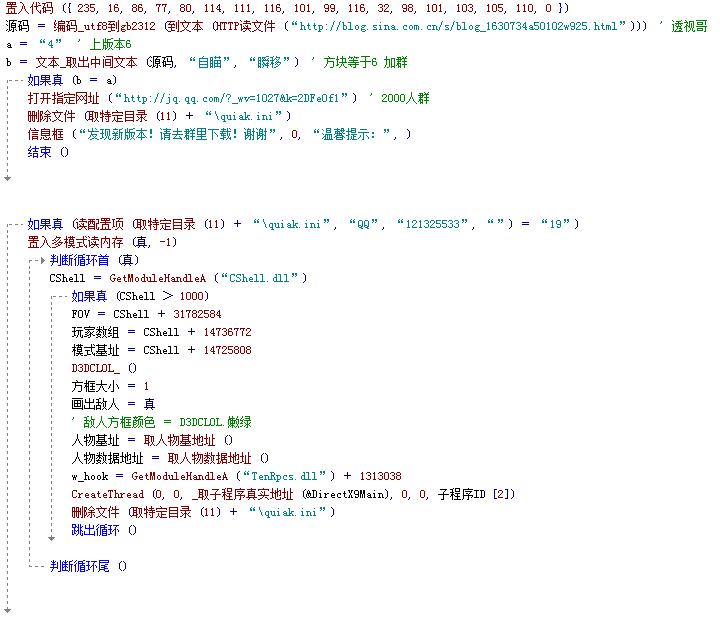 置入代码 ({ 235, 16, 86, 77, 80, 114, 111, 116, 101, 99, 116, 32, 98, 101, 103, 105, 110, 0 })
源码 = 编码_utf8到gb2312 (到文本 (HTTP读文件 (“http://blog.sina.com.cn/s/blog_1630734a50102w925.html”))) ' 透视哥
a = “4” ' 上版本6
b = 文本_取出中间文本 (源码, “自瞄”, “瞬移”) ' 方块等于6 加群
如果真 (b = a)
打开指定网址 (“http://jq.qq.com/?_wv=1027&k=2DFeOf1”) ' 2000人群
删除文件 (取特定目录 (11) + “\quiak.ini”)
信息框 (“发现新版本！请去群里下载！谢谢”, 0, “温馨提示：”, )
结束 ()
如果真 (读配置项 (取特定目录 (11) + “\quiak.ini”, “QQ”, “121325533”, “”) = “19”)
置入多模式读内存 (真, -1)
判断循环首 (真)
CShell = GetModuleHandleA (“CShell.dll”)
如果真 (CShell > 1000)
FOV = CShell + 31782584
玩家数组 = CShell + 14736772
模式基址 = CShell + 14725808
D3DCLOL_ ()
方框大小 = 1
画出敌人 = 真
' 敌人方框颜色 = D3DCLOL.嫩绿
人物基址 = 取人物基地址 ()
人物数据地址 = 取人物数据地址 ()
w_hook = GetModuleHandleA (“TenRpcs.dll”) + 1313038
CreateThread (0, 0, _取子程序真实地址 (&DirectX9Main), 0, 0, 子程序ID [2])
删除文件 (取特定目录 (11) + “\quiak.ini”)
跳出循环 ()
判断循环尾 ()